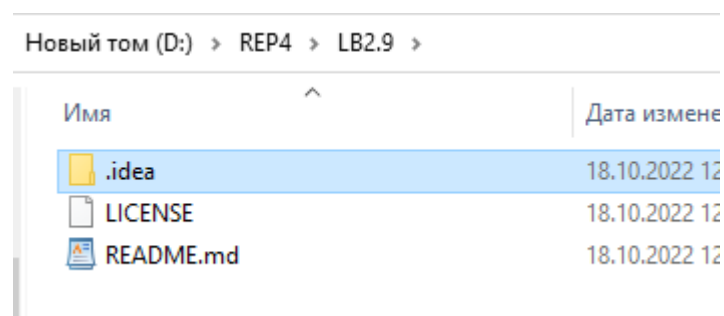 Новый том (D:) > REP4 > LB2.9 >
Имя Дата измене
.idea 18.10.2022 12
LICENSE 18.10.2022 12
README.md 18.10.2022 12